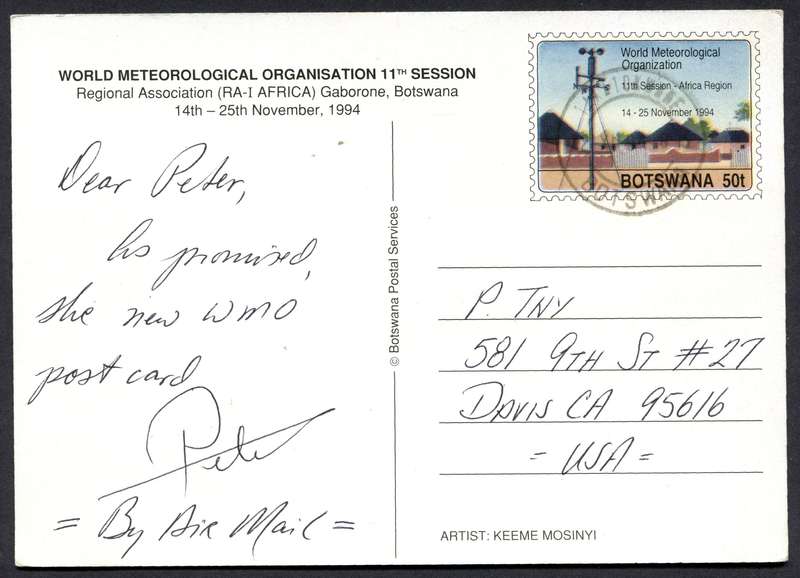 WORLD METEOROLOGICAL ORGANISATION 11TH SESSION
Regional Association (RA-I AFRICA) Gaborone, Botswana
14th – 25th November, 1994
Dear Peter,
As promised,
the new WMO
post card
Peter
= By Air Mail =
© Botswana Postal Services
World Meteorological
Organization
11th Session - Africa Region
14 - 25 November 1994
BOTSWANA 50t
BOTSWANA
P. TNY
581 9TH ST #27
DAVIS CA 95616
- USA =
ARTIST: KEEME MOSINYI